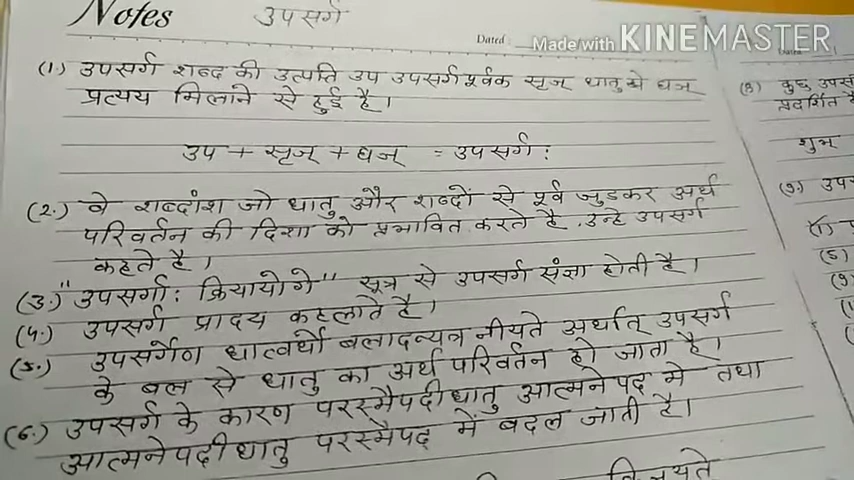 Notes उपसर्ग
Dated
Made with KINEMASTER
(1) उपसर्ग शब्द की उत्पति उप उपसर्ग पूर्वक सृज् धातु से घञ्
प्रत्यय मिलाने से हुई है।
उप + सृज् + घञ् = उपसर्ग :
(2.) वे शब्दांश जो धातु और शब्दों से पूर्व जुडकर अर्थ
परिवर्तन की दिशा को प्रभावित करते है . उन्हे उपसर्ग
कहते है।
(3.) "उपसर्गा: क्रियायोगे" सूत्र से उपसर्ग संज्ञा होती है।
(4.) उपसर्ग प्रादय कहलाते है।
(5.) उपसर्गेण धात्वर्थो बलादन्यत्र नीयते अर्थात् उपसर्ग
के बल से धातु का अर्थ परिवर्तन हो जाता है।
(6.) उपसर्ग के कारण परस्मैपदी धातु आत्मनेपद मे तथा
आत्मनेपदी धातु परस्मैपद में बदल जाती है।
कुछ
शुभ
(5)